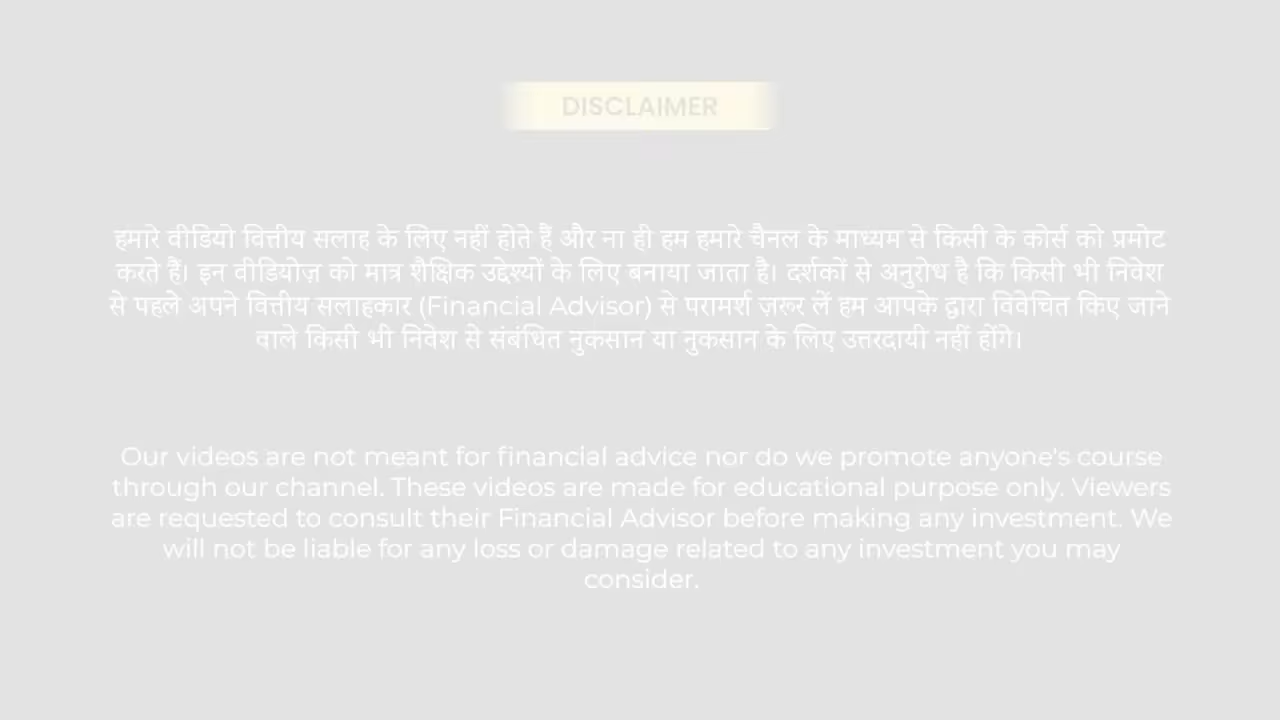 DISCLAIMER
हमारे वीडियो वित्तीय सलाह के लिए नहीं होते हैं और ना ही हम हमारे चैनल के माध्यम से किसी के कोर्स को प्रमोट
करते हैं। इन वीडियोज़ को मात्र शैक्षिक उद्देश्यों के लिए बनाया जाता है। दर्शकों से अनुरोध है कि किसी भी निवेश
से पहले अपने वित्तीय सलाहकार (Financial Advisor) से परामर्श ज़रूर लें हम आपके द्वारा विवेचित किए जाने
वाले किसी भी निवेश से संबंधित नुकसान या नुकसान के लिए उत्तरदायी नहीं होंगे।
Our videos are not meant for financial advice nor do we promote anyone's course
through our channel. These videos are made for educational purpose only. Viewers
are requested to consult their Financial Advisor before making any investment. We
will not be liable for any loss or damage related to any investment you may
consider.